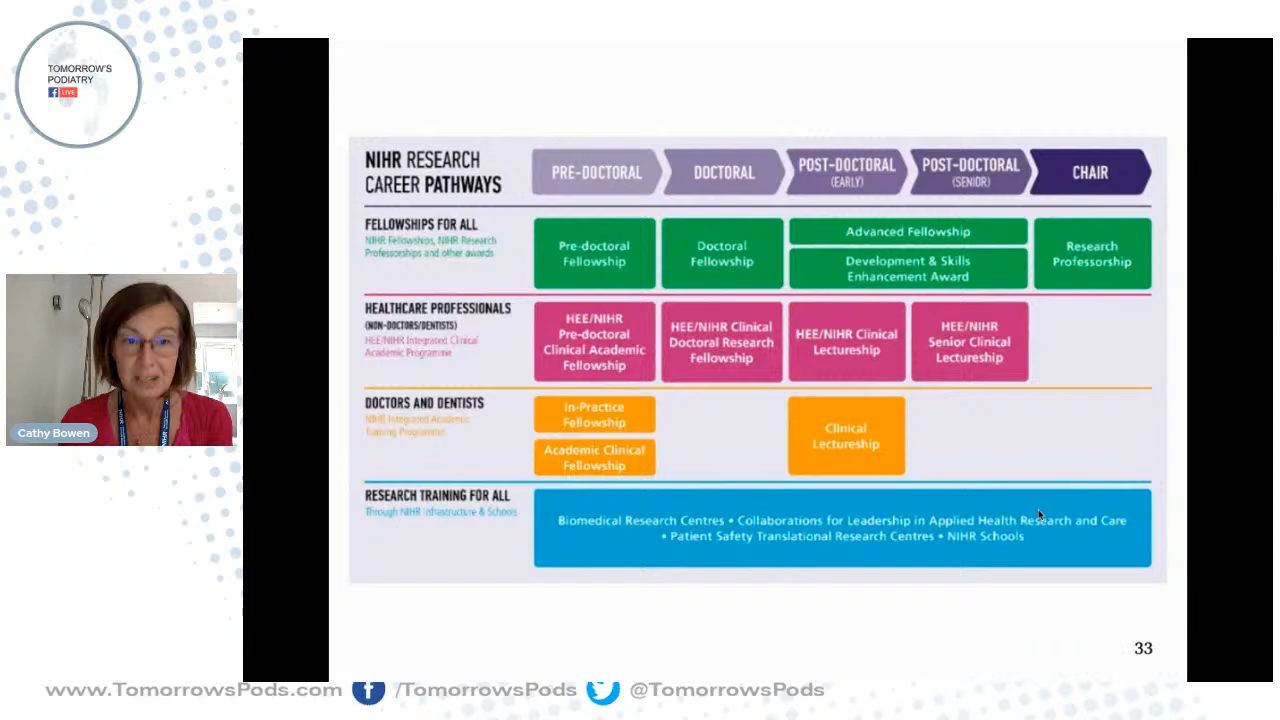 TOMORROW'S
PODIATRY
f LIVE
NIHR RESEARCH
CAREER PATHWAYS
PRE-DOCTORAL
DOCTORAL
POST-DOCTORAL
(EARLY)
POST-DOCTORAL
(SENIOR)
CHAIR
FELLOWSHIPS FOR ALL
NIHR Fellowships, NIHR Research
Professorships and other awards
Pre-doctoral
Fellowship
Doctoral
Fellowship
Advanced Fellowship
Development & Skills
Enhancement Award
Research
Professorship
HEALTHCARE PROFESSIONALS
(NON-DOCTORS/DENTISTS)
HEE/NIHR Integrated Clinical
Academic Programme
HEE/NIHR
Pre-doctoral
Clinical Academic
Fellowship
HEE/NIHR Clinical
Doctoral Research
Fellowship
HEE/NIHR Clinical
Lectureship
HEE/NIHR
Senior Clinical
Lectureship
DOCTORS AND DENTISTS
NIHR Integrated Academic
Training Programme
In-Practice
Fellowship
Academic Clinical
Fellowship
Clinical
Lectureship
RESEARCH TRAINING FOR ALL
Through NIHR Infrastructure & Schools
Biomedical Research Centres • Collaborations for Leadership in Applied Health Research and Care
• Patient Safety Translational Research Centres • NIHR Schools
Cathy Bowen
33
www.TomorrowsPods.com f /TomorrowsPods @TomorrowsPods